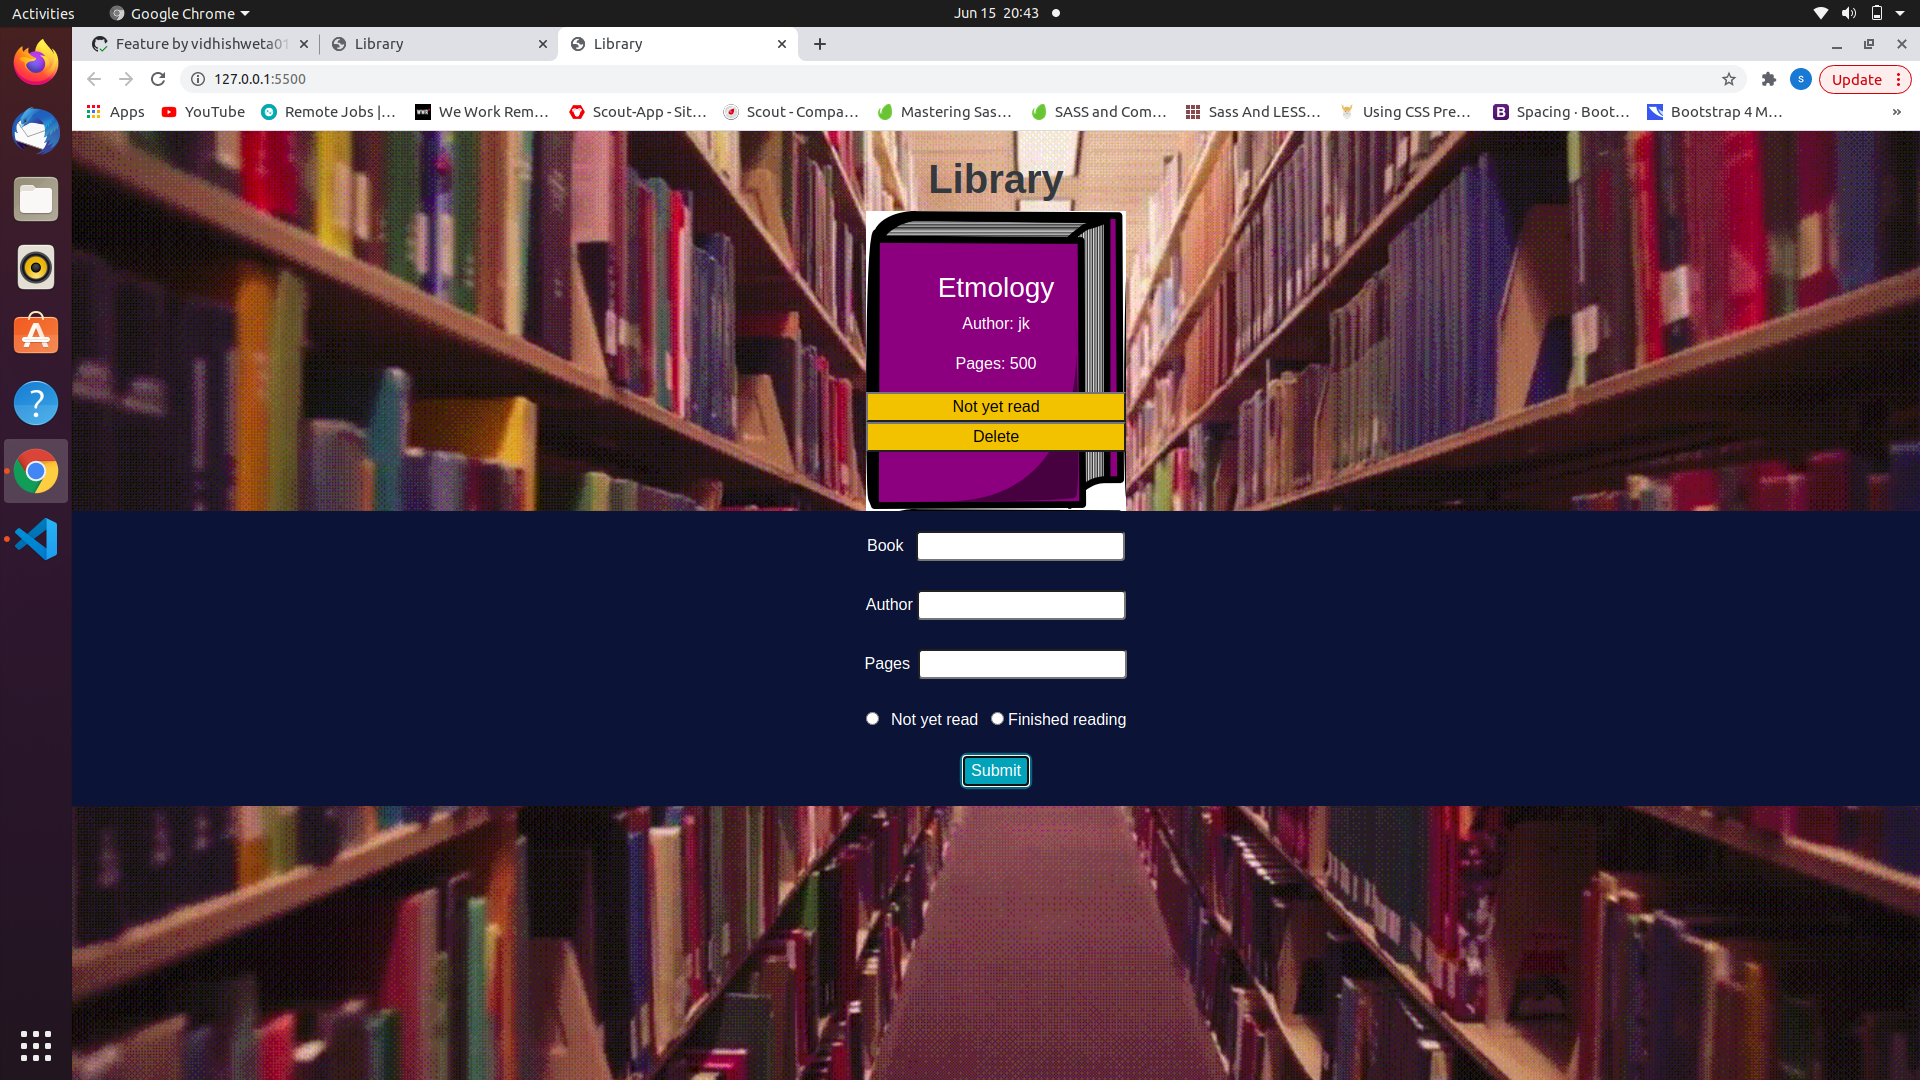 Activities Google Chrome Jun 15 20:43
Feature by vidhishweta01 Library Library
127.0.0.1:5500 S Update
Apps YouTube Remote Jobs |... We Work Rem... Scout-App - Sit... Scout - Compa... Mastering Sas... SASS and Com... Sass And LESS... Using CSS Pre... Spacing · Boot... Bootstrap 4 M... »
Library
Etmology
Author: jk
Pages: 500
Not yet read
Delete
Book
Author
Pages
Not yet read Finished reading
Submit